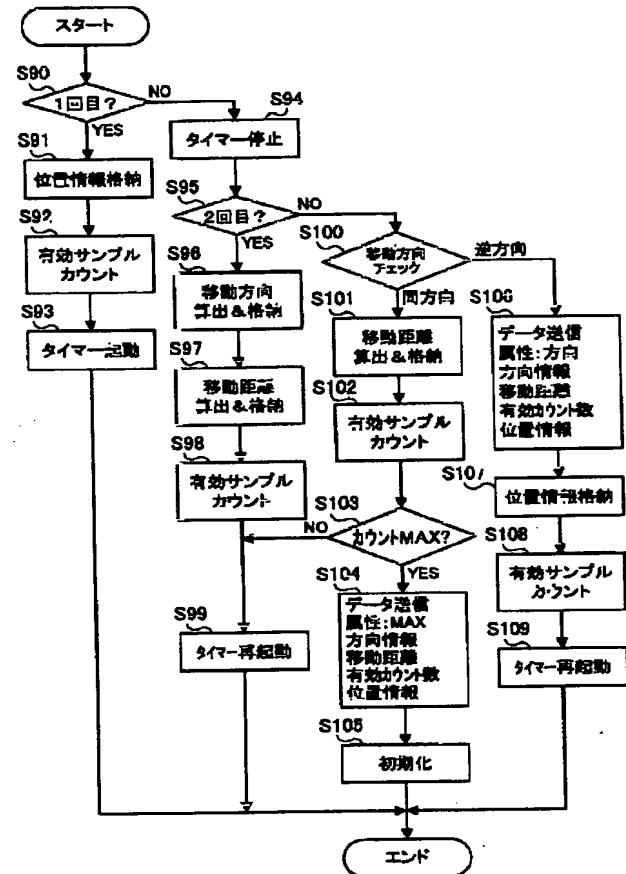 スタート
S90
1回目?
NO
YES
S91
位置情報格納
S92
有効サンプル
カウント
S93
タイマー起動
S94
タイマー停止
S95
2回目?
NO
YES
S96
移動方向
算出&格納
S97
移動距離
算出&格納
S98
有効サンプル
カウント
S99
タイマー再起動
S100
移動方向
チェック
逆方向
同方向
S101
移動距離
算出&格納
S102
有効サンプル
カウント
S103
カウントMAX?
NO
YES
S104
データ送信
属性:MAX
方向情報
移動距離
有効カウント数
位置情報
S105
初期化
S106
データ送信
属性:方向
方向情報
移動距離
有効カウント数
位置情報
S107
位置情報格納
S108
有効サンプル
カウント
S109
タイマー再起動
エンド